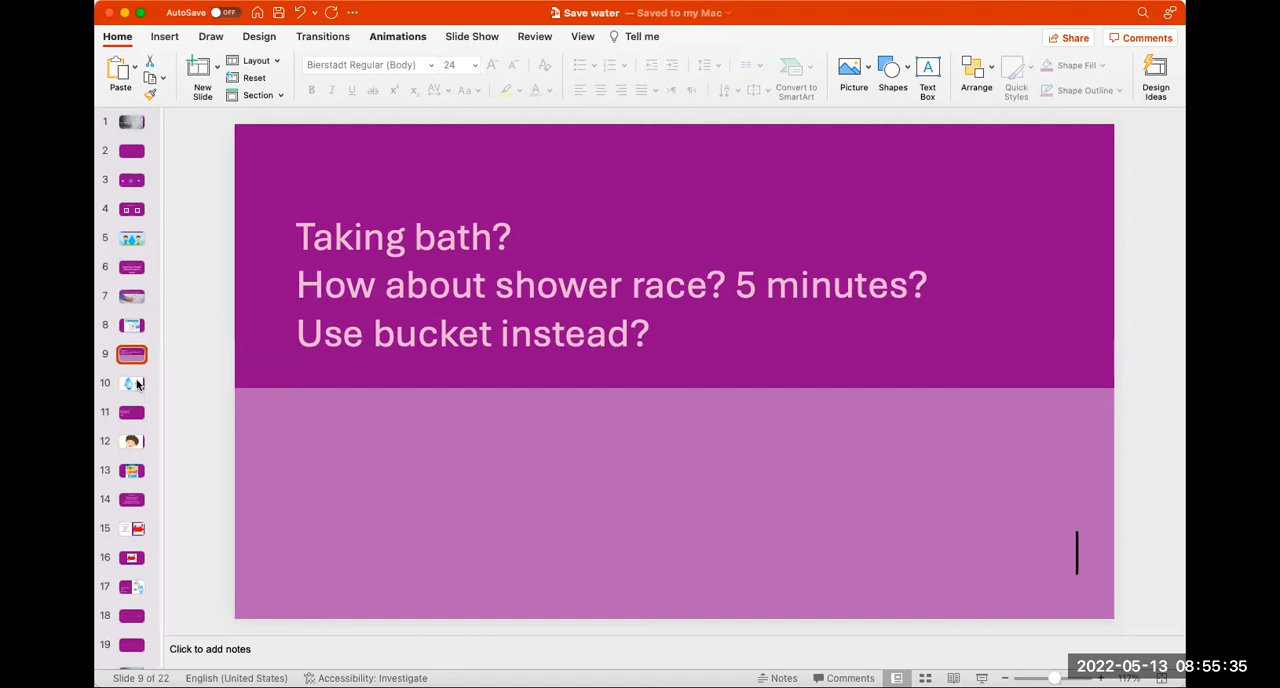 AutoSave OFF
Save water — Saved to my Mac
Home Insert Draw Design Transitions Animations Slide Show Review View Tell me
Share Comments
Paste
New Slide
Layout
Reset
Section
Bierstadt Regular (Body) 24
Convert to SmartArt
Picture
Shapes
Text Box
Arrange
Quick Styles
Shape Fill
Shape Outline
Design Ideas
1
2
3
4
5
6
7
8
9
10
11
12
13
14
15
16
17
18
19
Taking bath?
How about shower race? 5 minutes?
Use bucket instead?
Click to add notes
Slide 9 of 22 English (United States) Accessibility: Investigate Notes Comments 117%
2022-05-13 08:55:35